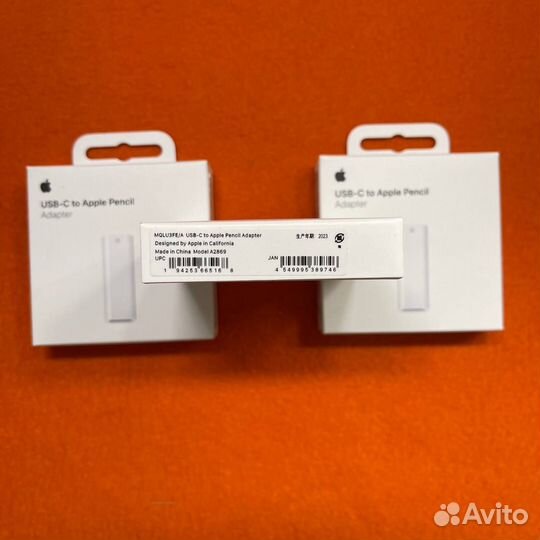 USB-C to Apple Pencil
Adapter
USB-C to Apple Pencil
Adapter
MQLU3FE/A USB-C to Apple Pencil Adapter
Designed by Apple in California
Made in China Model A2869
UPC
1 94253 66516 8
生产年期 2023
JAN
4 549995 389746
Avito